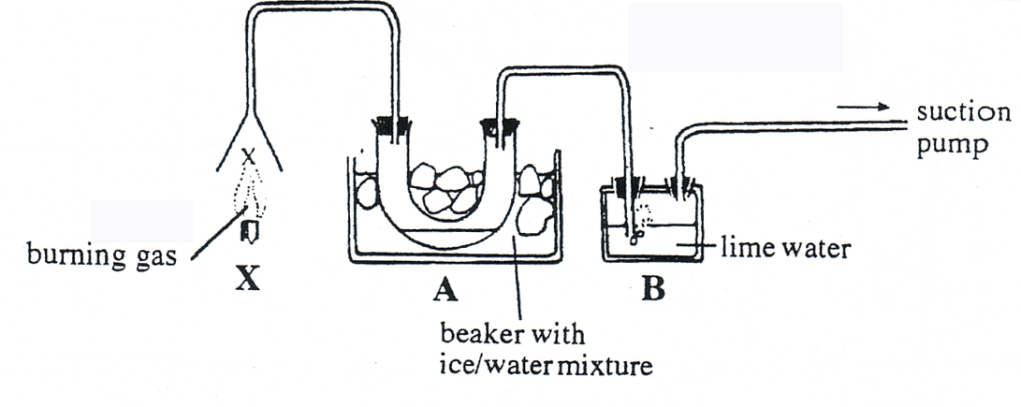 x
suction
pump
burning gas
lime water
X
A
B
beaker with
ice/water mixture